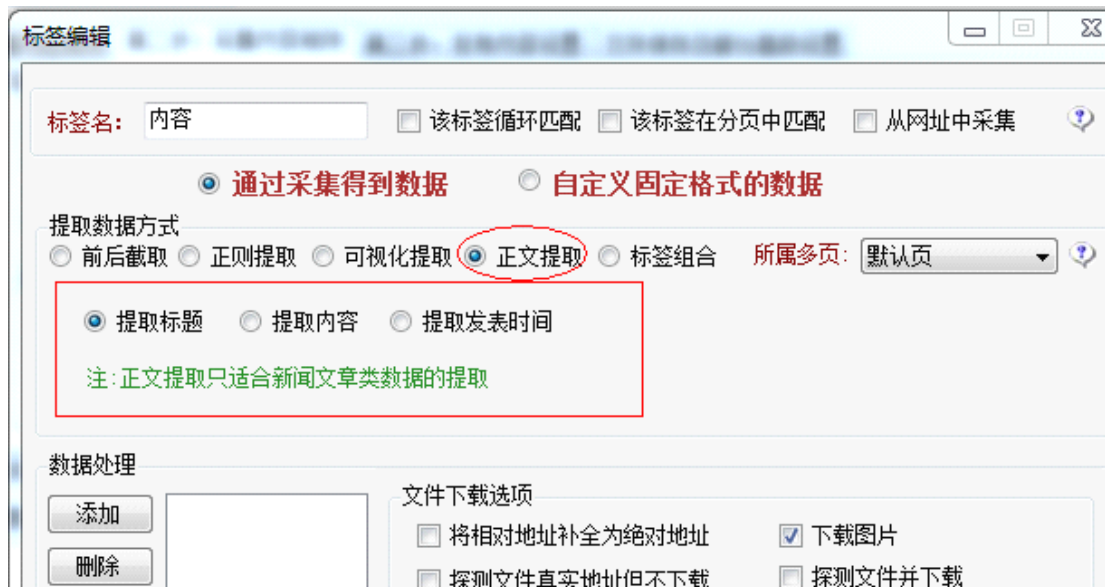 标签编辑
标签名： 内容 该标签循环匹配 该标签在分页中匹配 从网址中采集
通过采集得到数据 自定义固定格式的数据
提取数据方式
前后截取 正则提取 可视化提取 正文提取 标签组合 所属多页： 默认页
提取标题 提取内容 提取发表时间
注:正文提取只适合新闻文章类数据的提取
数据处理
文件下载选项
添加
将相对地址补全为绝对地址 下载图片
删除
探测文件真实地址但不下载 探测文件并下载